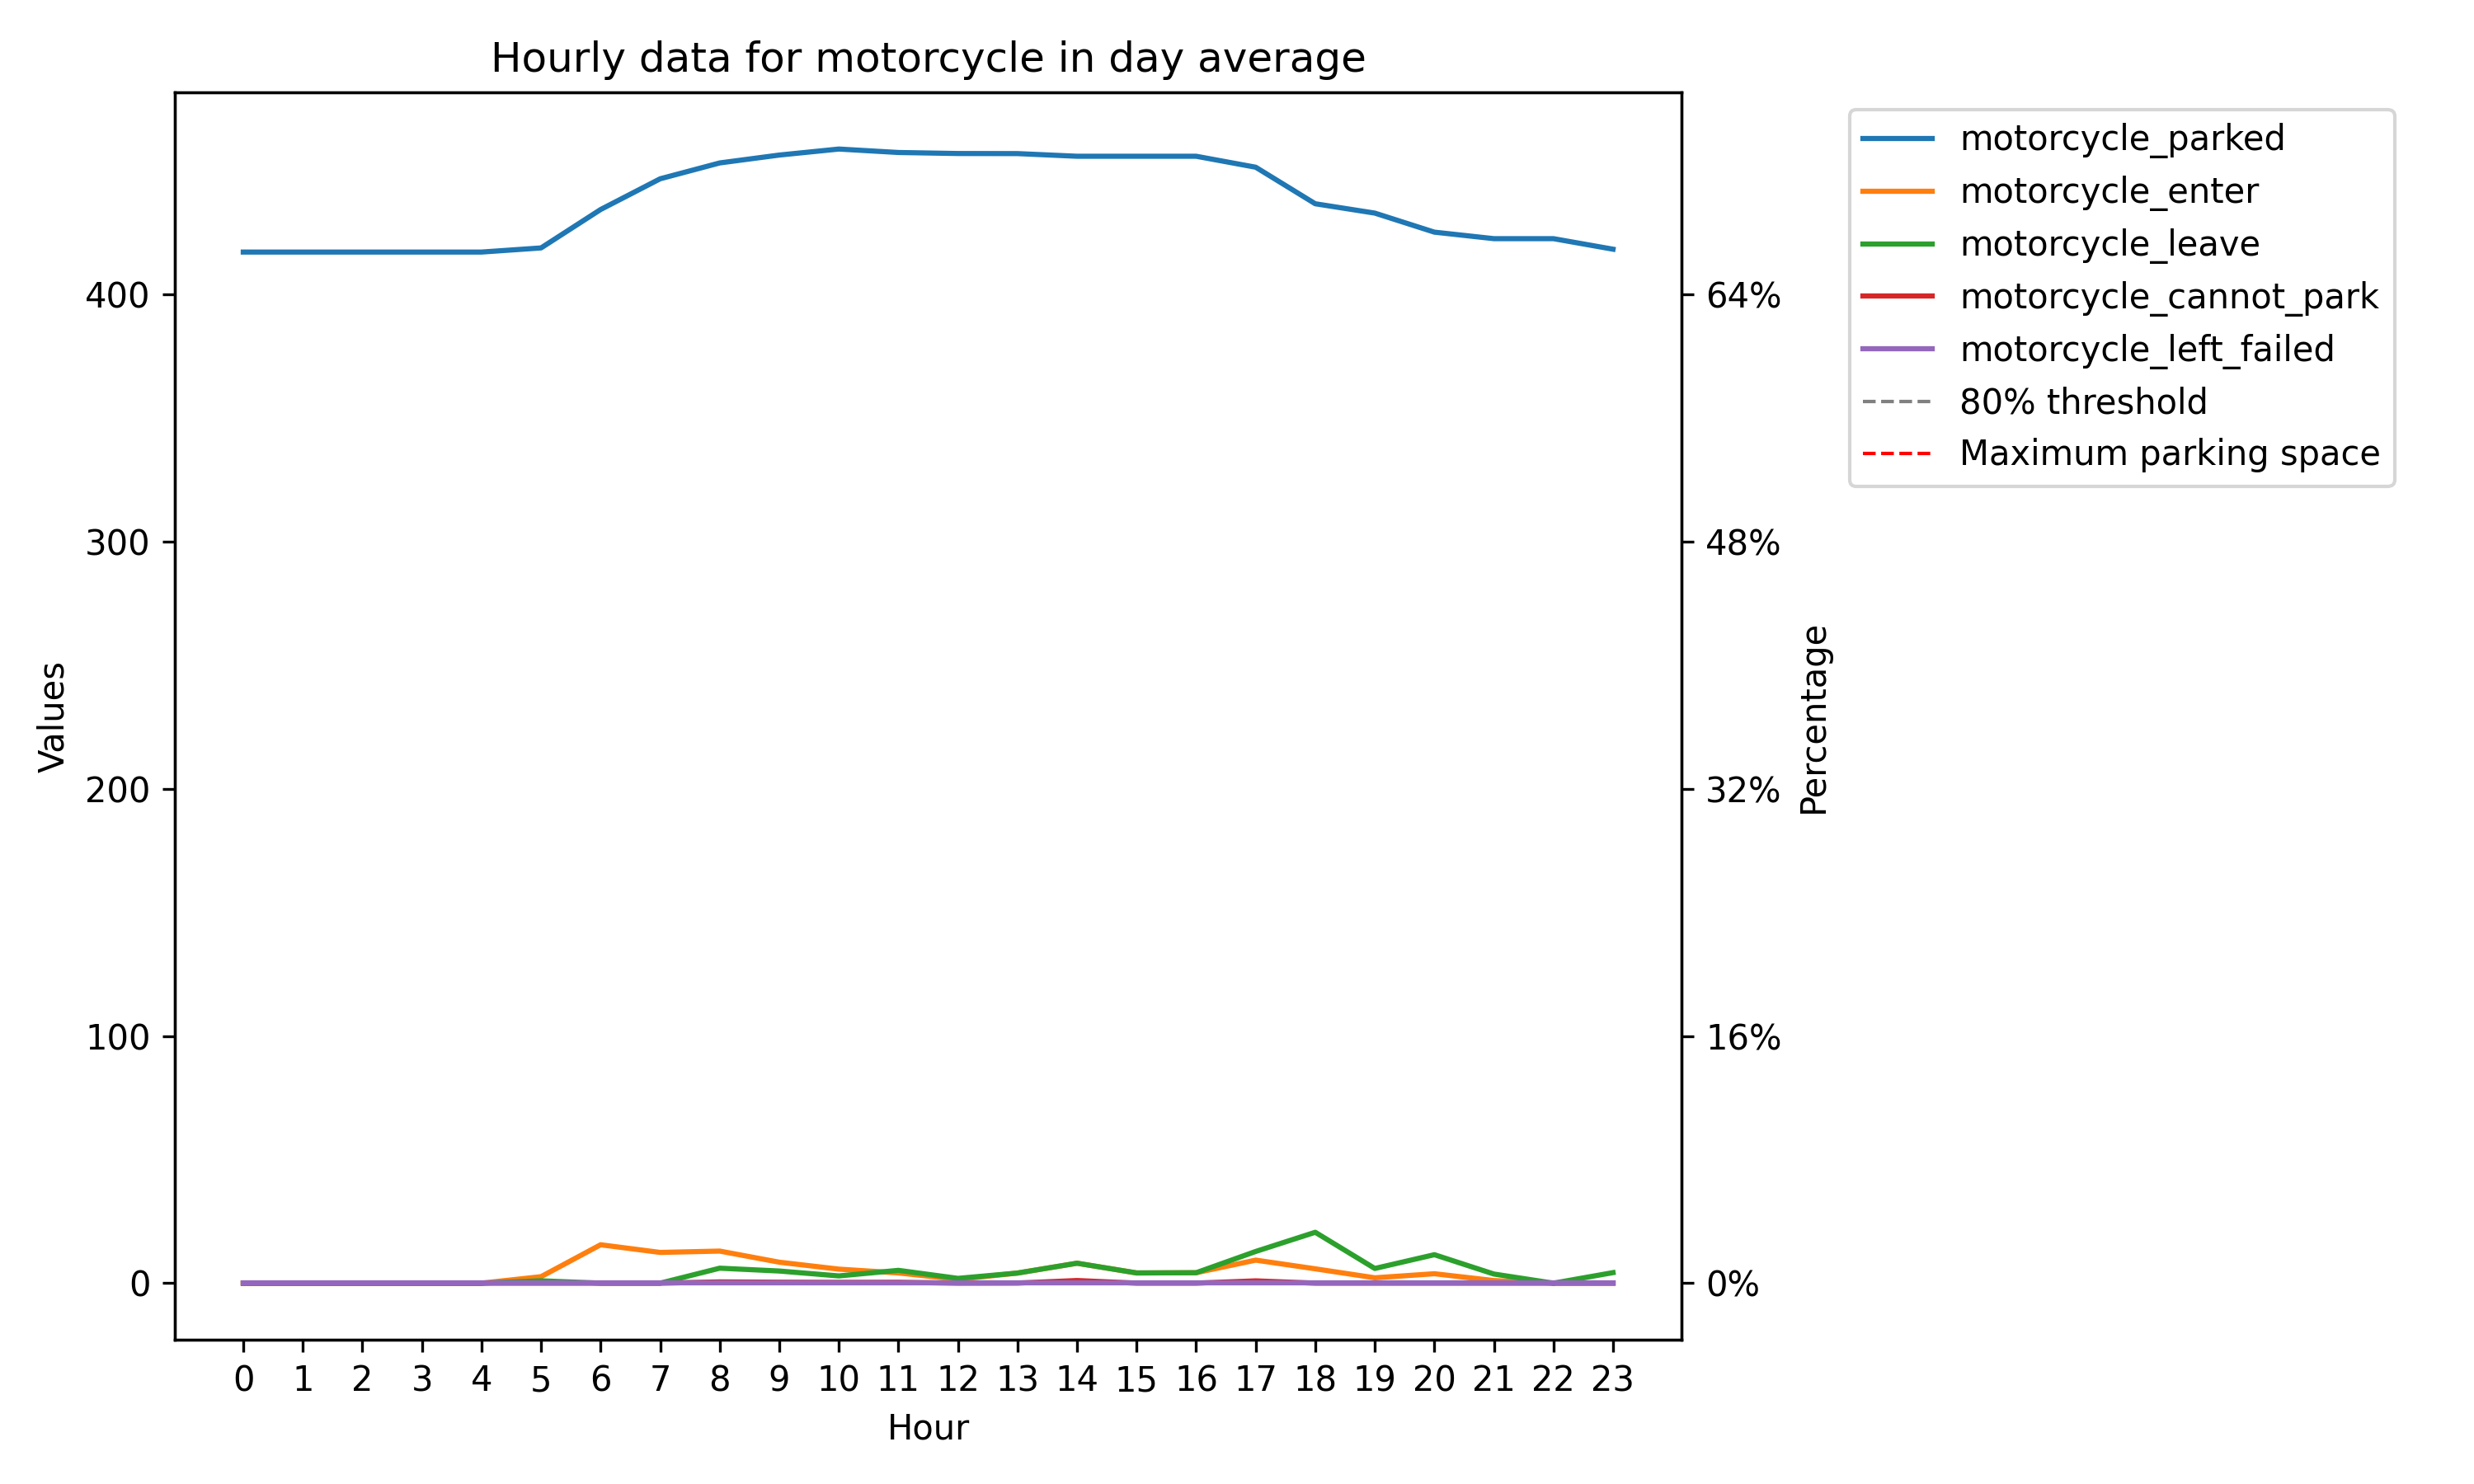 Hourly data for motorcycle in day average
motorcycle_parked
motorcycle_enter
motorcycle_leave
motorcycle_cannot_park
motorcycle_left_failed
80% threshold
Maximum parking space
Values
400
300
200
100
0
64%
48%
32%
16%
0%
Percentage
0 1 2 3 4 5 6 7 8 9 10 11 12 13 14 15 16 17 18 19 20 21 22 23
Hour